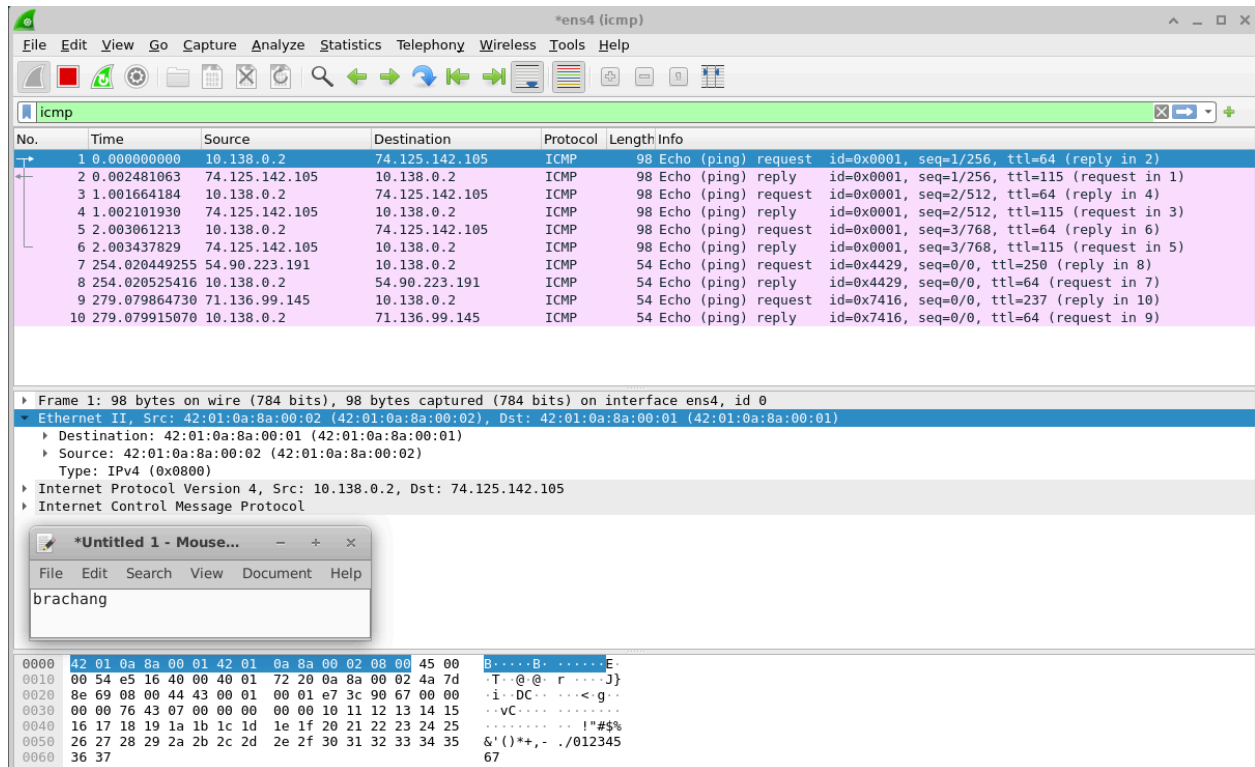 *ens4 (icmp)
File Edit View Go Capture Analyze Statistics Telephony Wireless Tools Help
icmp
No. Time Source Destination Protocol Length Info
1 0.000000000 10.138.0.2 74.125.142.105 ICMP 98 Echo (ping) request id=0x0001, seq=1/256, ttl=64 (reply in 2)
2 0.002481063 74.125.142.105 10.138.0.2 ICMP 98 Echo (ping) reply id=0x0001, seq=1/256, ttl=115 (request in 1)
3 1.001664184 10.138.0.2 74.125.142.105 ICMP 98 Echo (ping) request id=0x0001, seq=2/512, ttl=64 (reply in 4)
4 1.002101930 74.125.142.105 10.138.0.2 ICMP 98 Echo (ping) reply id=0x0001, seq=2/512, ttl=115 (request in 3)
5 2.003061213 10.138.0.2 74.125.142.105 ICMP 98 Echo (ping) request id=0x0001, seq=3/768, ttl=64 (reply in 6)
6 2.003437829 74.125.142.105 10.138.0.2 ICMP 98 Echo (ping) reply id=0x0001, seq=3/768, ttl=115 (request in 5)
7 254.020449255 54.90.223.191 10.138.0.2 ICMP 54 Echo (ping) request id=0x4429, seq=0/0, ttl=250 (reply in 8)
8 254.020525416 10.138.0.2 54.90.223.191 ICMP 54 Echo (ping) reply id=0x4429, seq=0/0, ttl=64 (request in 7)
9 279.079864730 71.136.99.145 10.138.0.2 ICMP 54 Echo (ping) request id=0x7416, seq=0/0, ttl=237 (reply in 10)
10 279.079915070 10.138.0.2 71.136.99.145 ICMP 54 Echo (ping) reply id=0x7416, seq=0/0, ttl=64 (request in 9)
Frame 1: 98 bytes on wire (784 bits), 98 bytes captured (784 bits) on interface ens4, id 0
Ethernet II, Src: 42:01:0a:8a:00:02 (42:01:0a:8a:00:02), Dst: 42:01:0a:8a:00:01 (42:01:0a:8a:00:01)
Destination: 42:01:0a:8a:00:01 (42:01:0a:8a:00:01)
Source: 42:01:0a:8a:00:02 (42:01:0a:8a:00:02)
Type: IPv4 (0x0800)
Internet Protocol Version 4, Src: 10.138.0.2, Dst: 74.125.142.105
Internet Control Message Protocol
*Untitled 1 - Mouse...
File Edit Search View Document Help
brachang
0000 42 01 0a 8a 00 01 42 01 0a 8a 00 02 08 00 45 00 B·····B· ······E·
0010 00 54 e5 16 40 00 40 01 72 20 0a 8a 00 02 4a 7d ·T··@·@· r ····J}
0020 8e 69 08 00 44 43 00 01 00 01 e7 3c 90 67 00 00 ·i··DC·· ···<·g··
0030 00 00 76 43 07 00 00 00 00 00 10 11 12 13 14 15 ··vC···· ········
0040 16 17 18 19 1a 1b 1c 1d 1e 1f 20 21 22 23 24 25 ········ ·· !"#$%
0050 26 27 28 29 2a 2b 2c 2d 2e 2f 30 31 32 33 34 35 &'()*+,- ./012345
0060 36 37 67